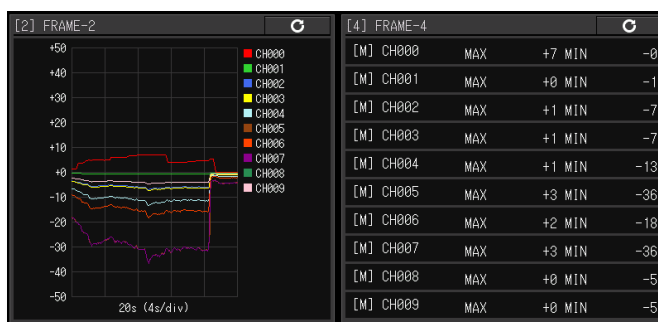 [2] FRAME-2
+50
+40
+30
+20
+10
+0
-10
-20
-30
-40
-50
20s (4s/div)
CH000
CH001
CH002
CH003
CH004
CH005
CH006
CH007
CH008
CH009
[4] FRAME-4
[M] CH000 MAX +7 MIN -0
[M] CH001 MAX +0 MIN -1
[M] CH002 MAX +1 MIN -7
[M] CH003 MAX +1 MIN -7
[M] CH004 MAX +1 MIN -13
[M] CH005 MAX +3 MIN -36
[M] CH006 MAX +2 MIN -18
[M] CH007 MAX +3 MIN -36
[M] CH008 MAX +0 MIN -5
[M] CH009 MAX +0 MIN -5